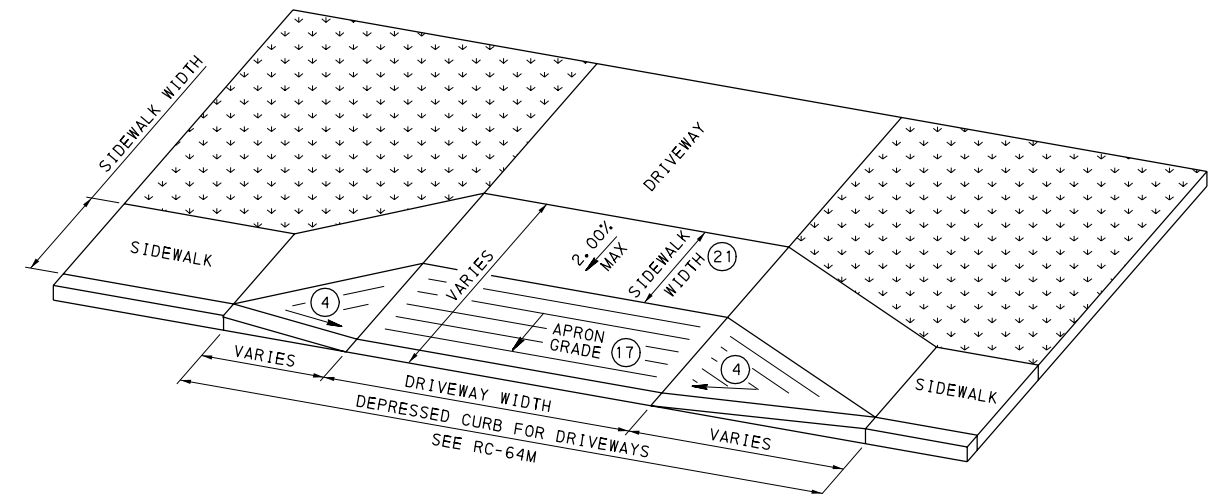 SIDEWALK WIDTH
DRIVEWAY
SIDEWALK
VARIES
2.00%
MAX
SIDEWALK
WIDTH
21
4
APRON
GRADE
17
4
SIDEWALK
VARIES
DRIVEWAY WIDTH
VARIES
DEPRESSED CURB FOR DRIVEWAYS
SEE RC-64M